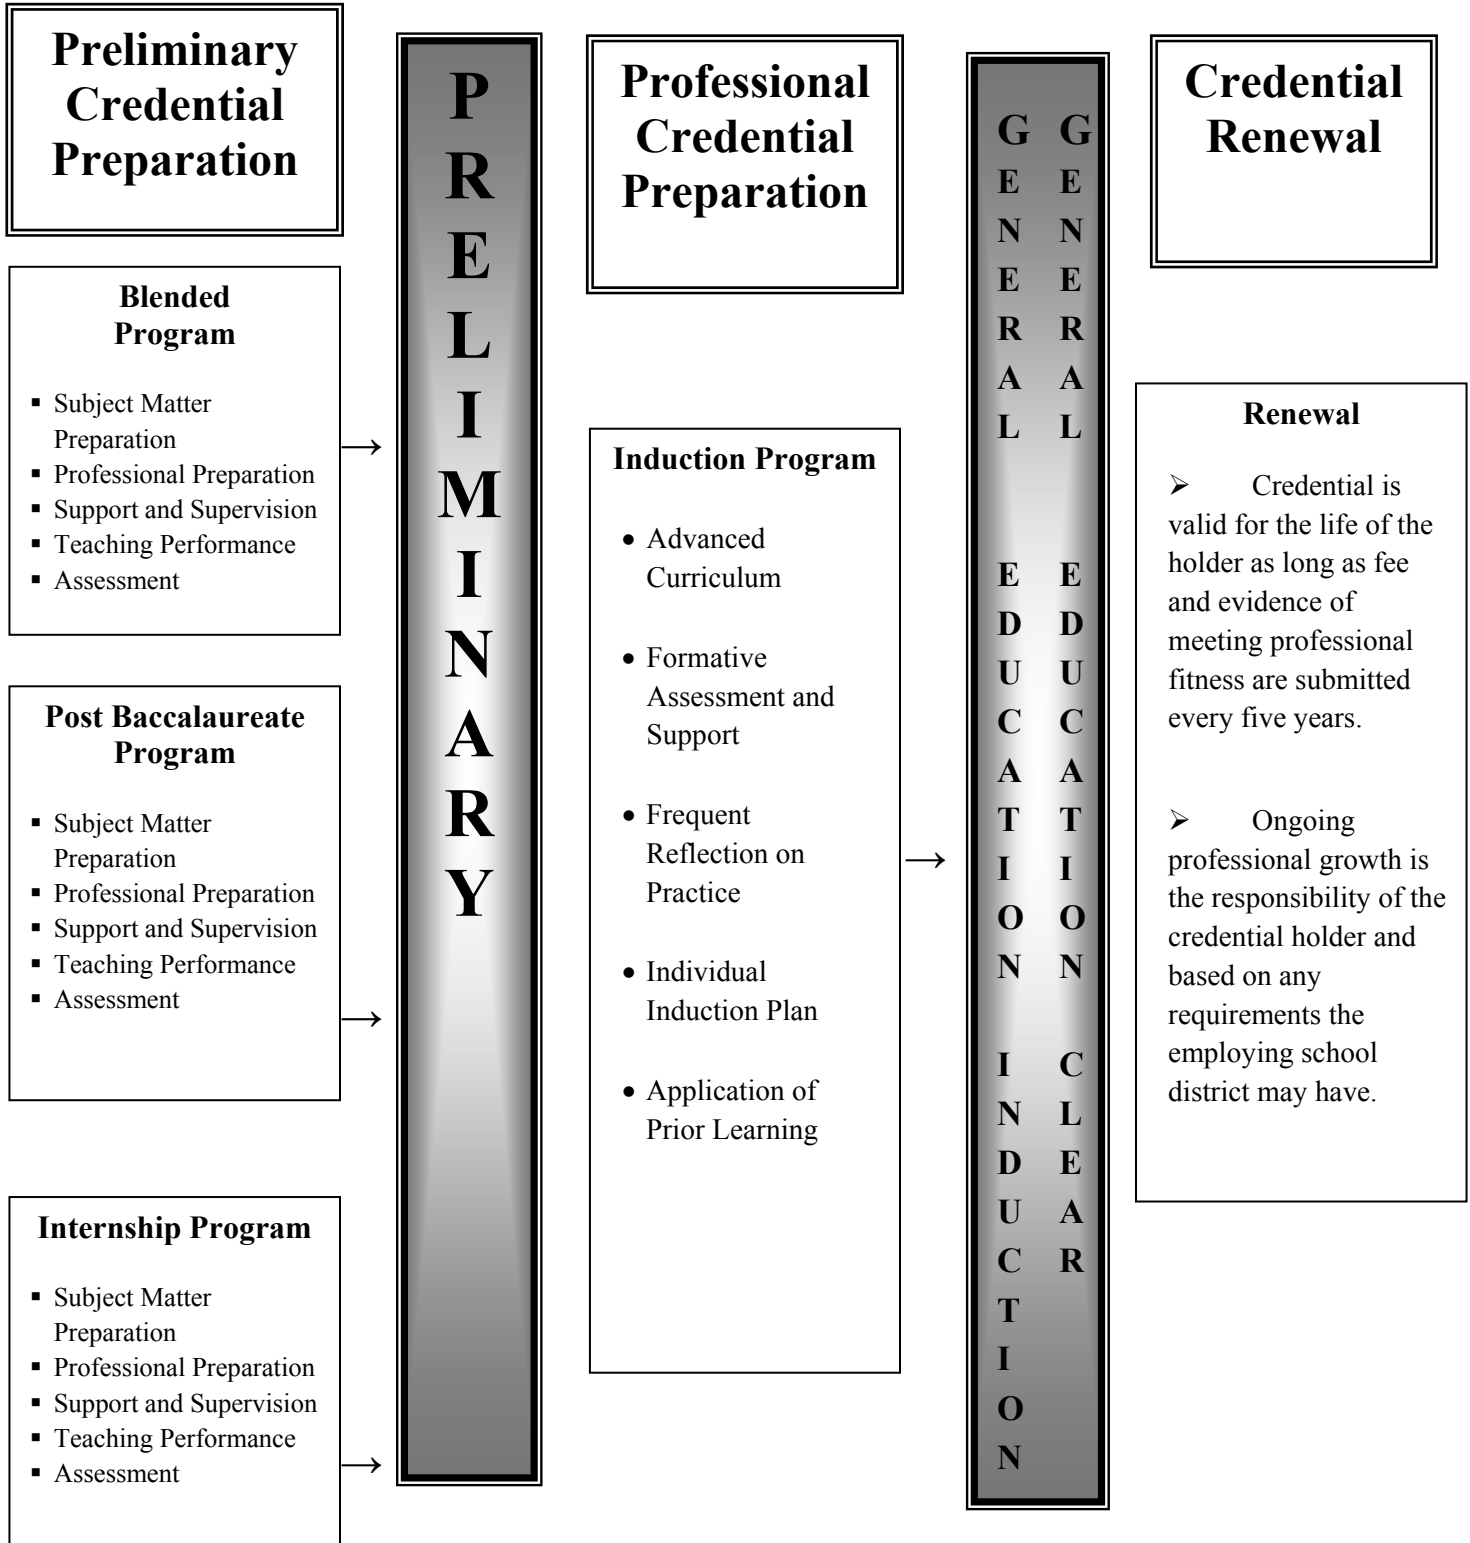 Preliminary
Credential
Preparation
Blended
Program
▪ Subject Matter
Preparation
▪ Professional Preparation
▪ Support and Supervision
▪ Teaching Performance
▪ Assessment
→
Post Baccalaureate
Program
▪ Subject Matter
Preparation
▪ Professional Preparation
▪ Support and Supervision
▪ Teaching Performance
▪ Assessment
→
Internship Program
▪ Subject Matter
Preparation
▪ Professional Preparation
▪ Support and Supervision
▪ Teaching Performance
▪ Assessment
→
PRELIMINARY
Professional
Credential
Preparation
Induction Program
• Advanced
Curriculum
• Formative
Assessment and
Support
• Frequent
Reflection on
Practice
• Individual
Induction Plan
• Application of
Prior Learning
→
GENERAL EDUCATION INDUCTION
GENERAL EDUCATION CLEAR
Credential
Renewal
Renewal
➢ Credential is
valid for the life of the
holder as long as fee
and evidence of
meeting professional
fitness are submitted
every five years.
➢ Ongoing
professional growth is
the responsibility of the
credential holder and
based on any
requirements the
employing school
district may have.